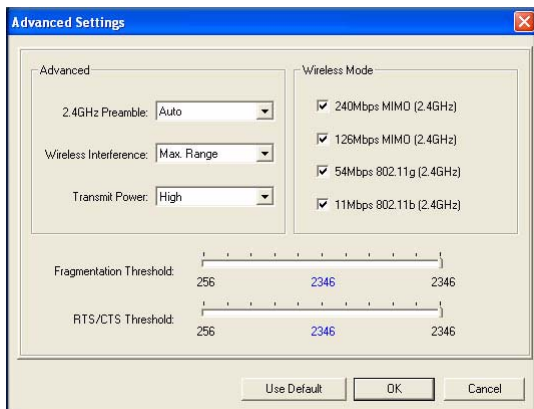 Advanced Settings
Advanced
2.4GHz Preamble: Auto
Wireless Interference: Max. Range
Transmit Power: High
Wireless Mode
240Mbps MIMO (2.4GHz)
126Mbps MIMO (2.4GHz)
54Mbps 802.11g (2.4GHz)
11Mbps 802.11b (2.4GHz)
Fragmentation Threshold:
256 2346 2346
RTS/CTS Threshold:
256 2346 2346
Use Default OK Cancel